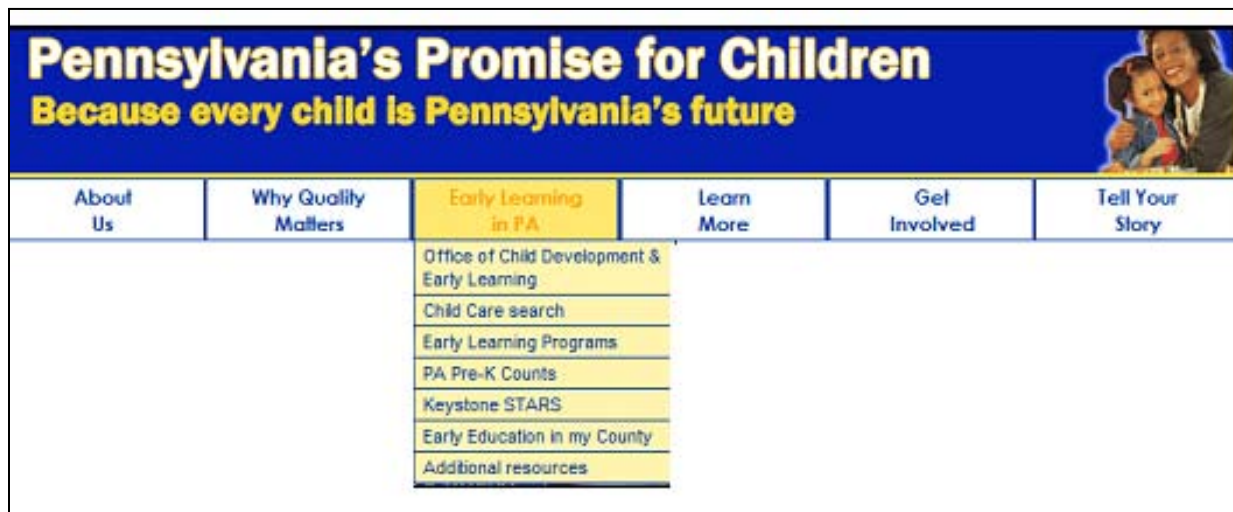 Pennsylvania's Promise for Children
Because every child is Pennsylvania's future
About Us
Why Quality Matters
Early Learning in PA
Learn More
Get Involved
Tell Your Story
Office of Child Development &
Early Learning
Child Care search
Early Learning Programs
PA Pre-K Counts
Keystone STARS
Early Education in my County
Additional resources